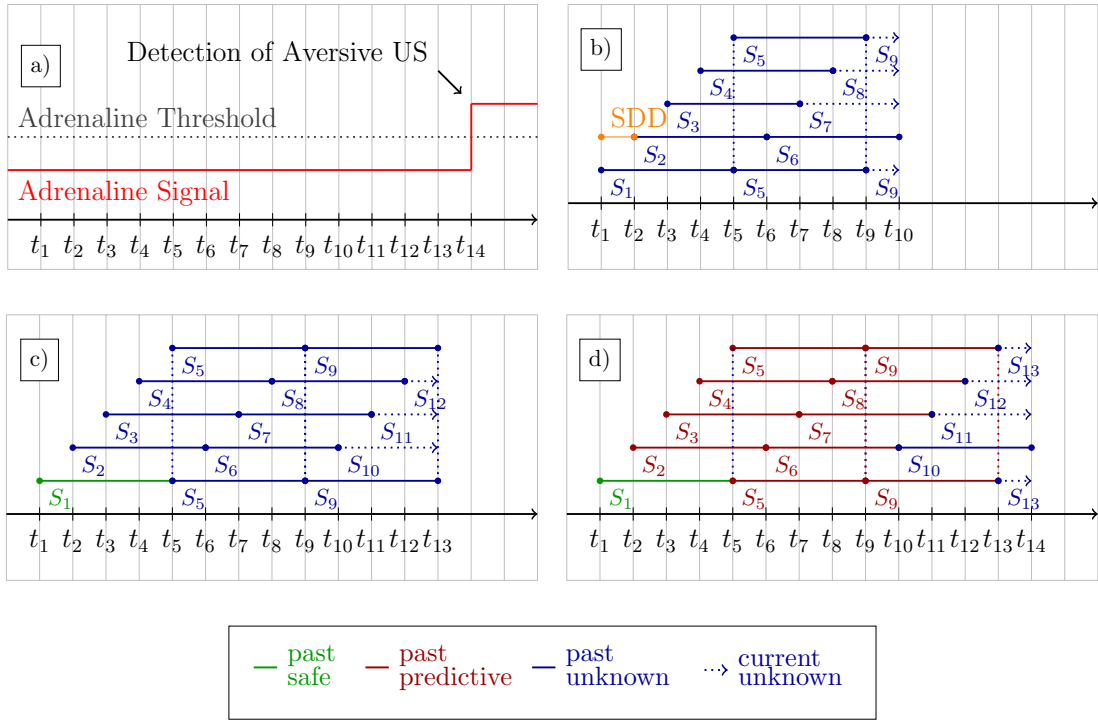 a)
Detection of Aversive US
Adrenaline Threshold
Adrenaline Signal
t1 t2 t3 t4 t5 t6 t7 t8 t9 t10 t11 t12 t13 t14
b)
S5 S9
S4 S8
SDD
S3 S7
S2 S6
S1 S5 S9
t1 t2 t3 t4 t5 t6 t7 t8 t9 t10
c)
S5 S9
S4 S8 S12
S3 S7 S11
S2 S6 S10
S1 S5 S9
t1 t2 t3 t4 t5 t6 t7 t8 t9 t10 t11 t12 t13
d)
S5 S9 S13
S4 S8 S12
S3 S7 S11
S2 S6 S10
S1 S5 S9 S13
t1 t2 t3 t4 t5 t6 t7 t8 t9 t10 t11 t12 t13 t14
past
safe
past
predictive
past
unknown
current
unknown